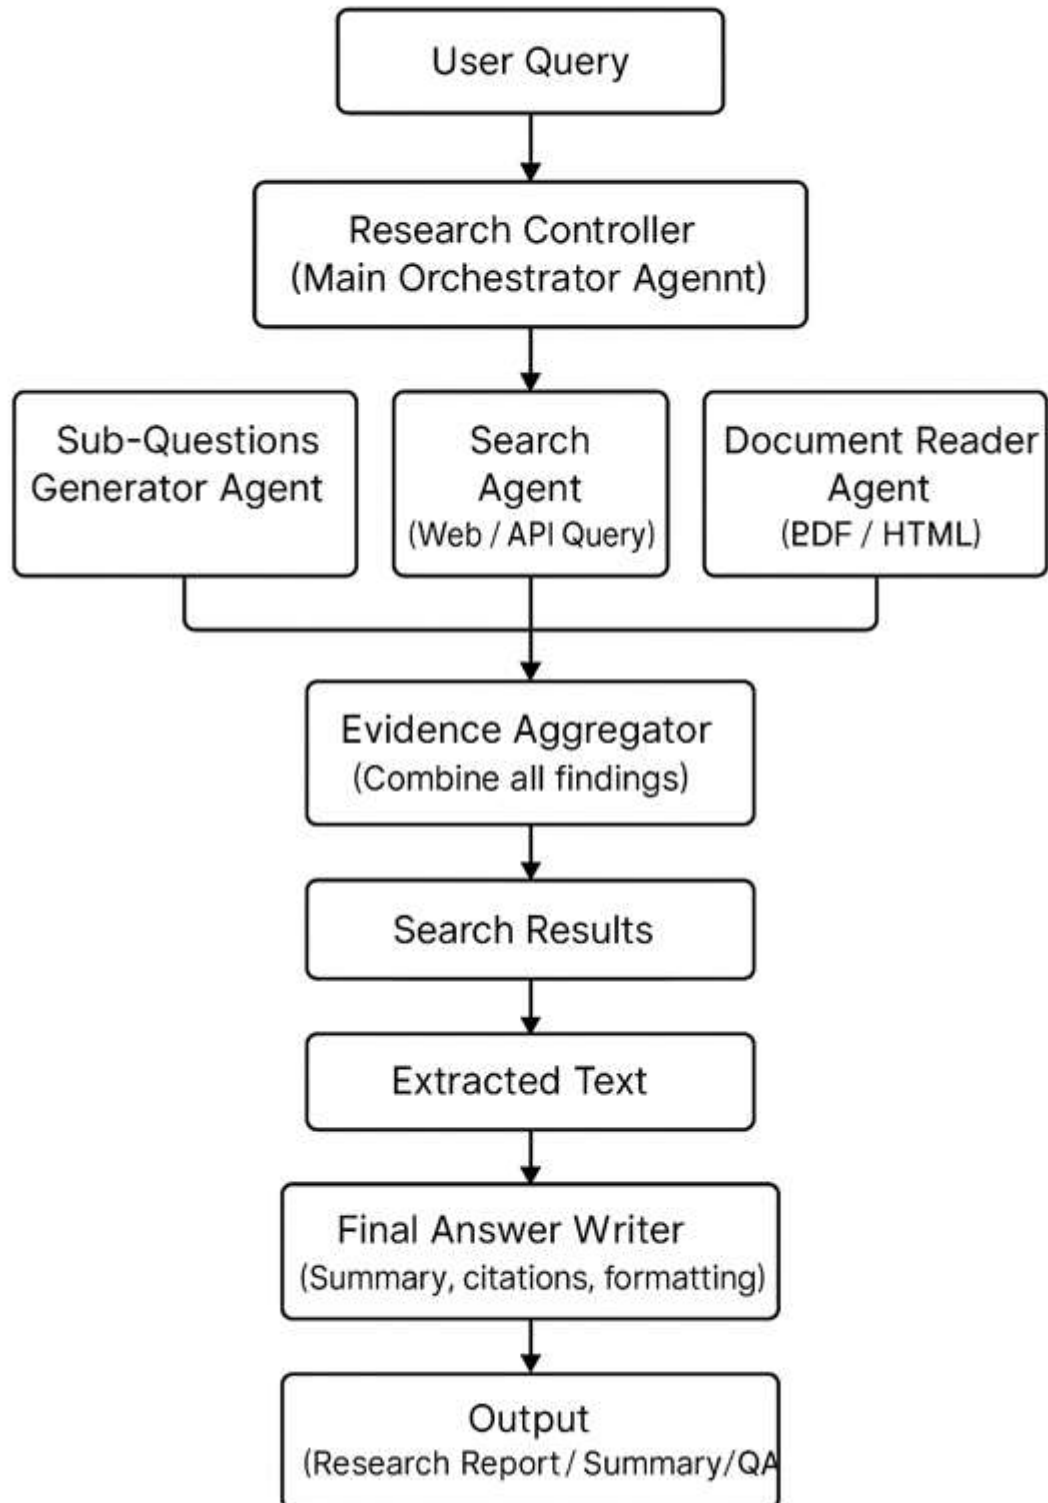 User Query
Research Controller
(Main Orchestrator Agennt)
Sub-Questions
Generator Agent
Search
Agent
(Web / API Query)
Document Reader
Agent
(PDF / HTML)
Evidence Aggregator
(Combine all findings)
Search Results
Extracted Text
Final Answer Writer
(Summary, citations, formatting)
Output
(Research Report / Summary/QA